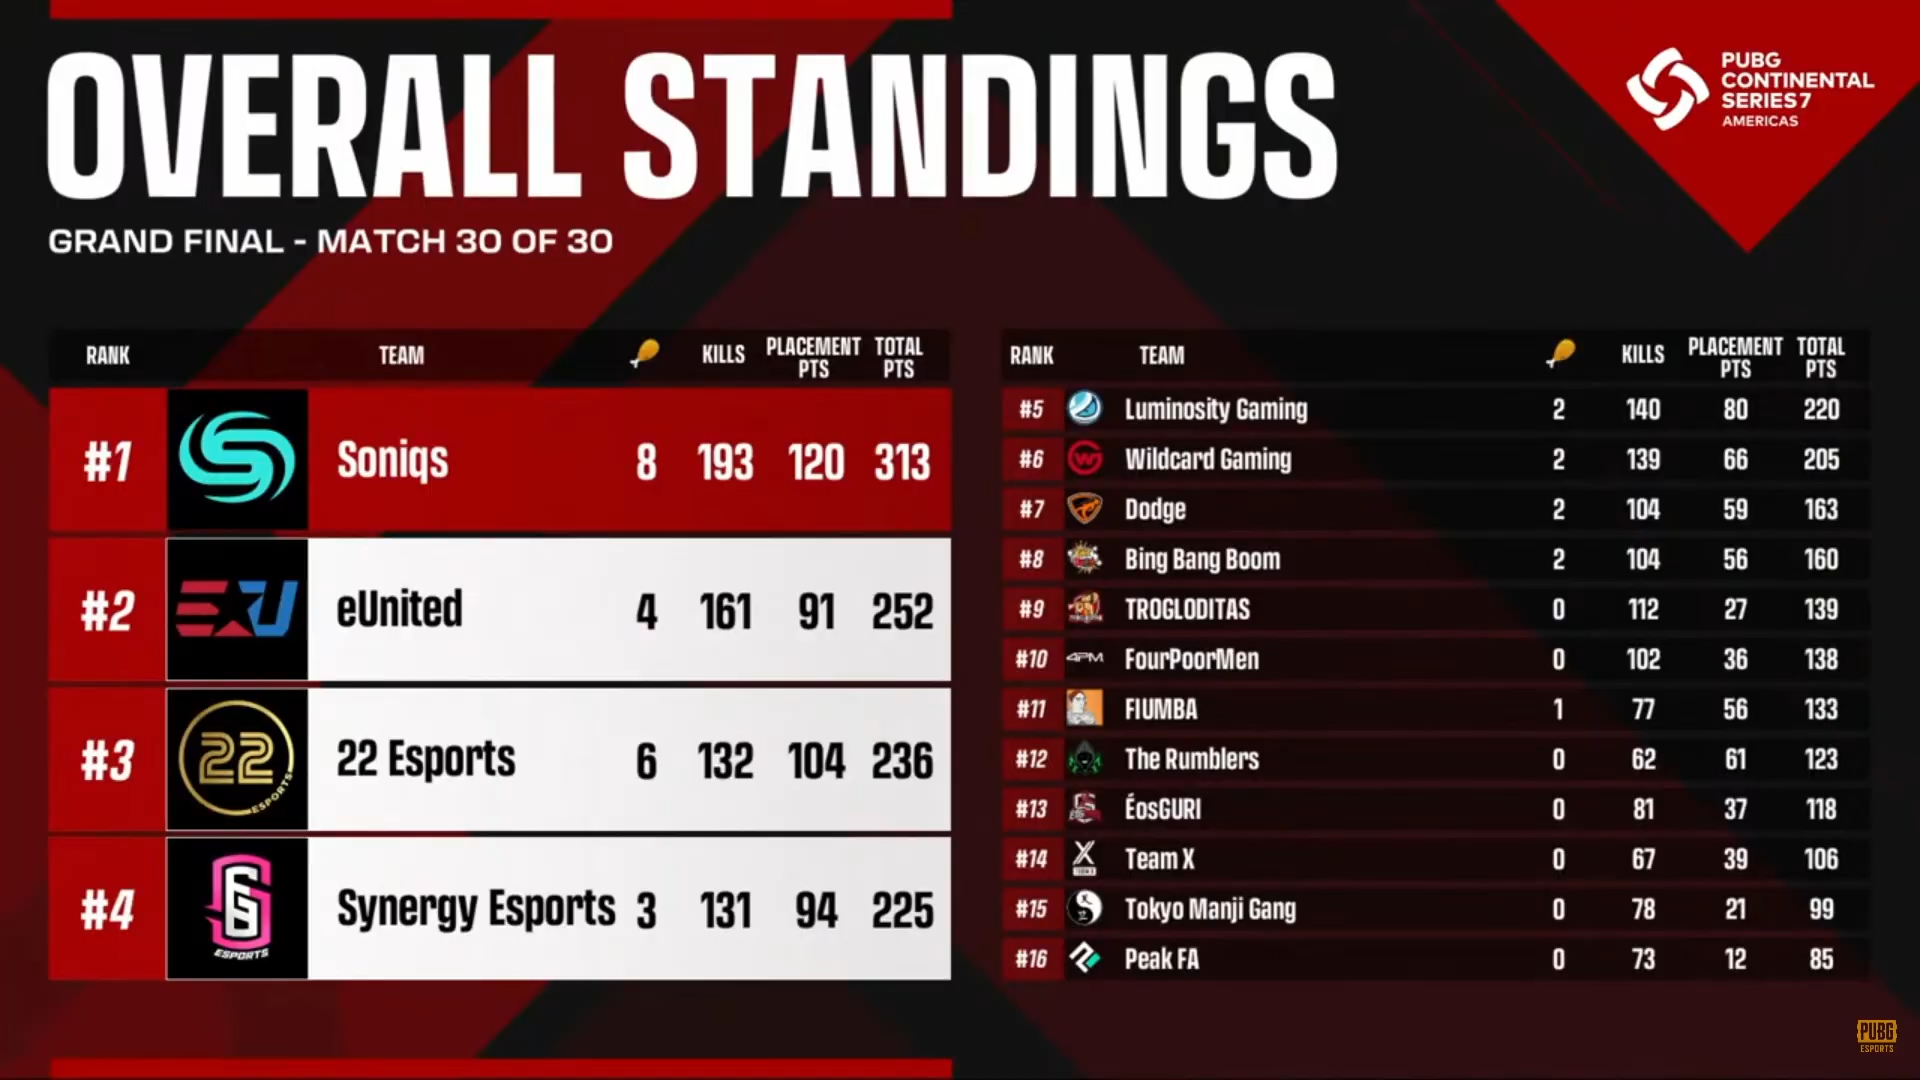 OVERALL STANDINGS
GRAND FINAL - MATCH 30 OF 30
PUBG
CONTINENTAL
SERIES 7
AMERICAS
RANK TEAM KILLS PLACEMENT PTS TOTAL PTS
#1 Soniqs 8 193 120 313
#2 eUnited 4 161 91 252
#3 22 ESPORTS 22 Esports 6 132 104 236
#4 ESPORTS Synergy Esports 3 131 94 225
RANK TEAM KILLS PLACEMENT PTS TOTAL PTS
#5 Luminosity Gaming 2 140 80 220
#6 Wildcard Gaming 2 139 66 205
#7 Dodge 2 104 59 163
#8 Bing Bang Boom 2 104 56 160
#9 TROGLODITAS 0 112 27 139
#10 4PM FourPoorMen 0 102 36 138
#11 FIUMBA 1 77 56 133
#12 The Rumblers 0 62 61 123
#13 ÉosGURI 0 81 37 118
#14 X Team X 0 67 39 106
#15 Tokyo Manji Gang 0 78 21 99
#16 Peak FA 0 73 12 85
PUBG
ESPORTS